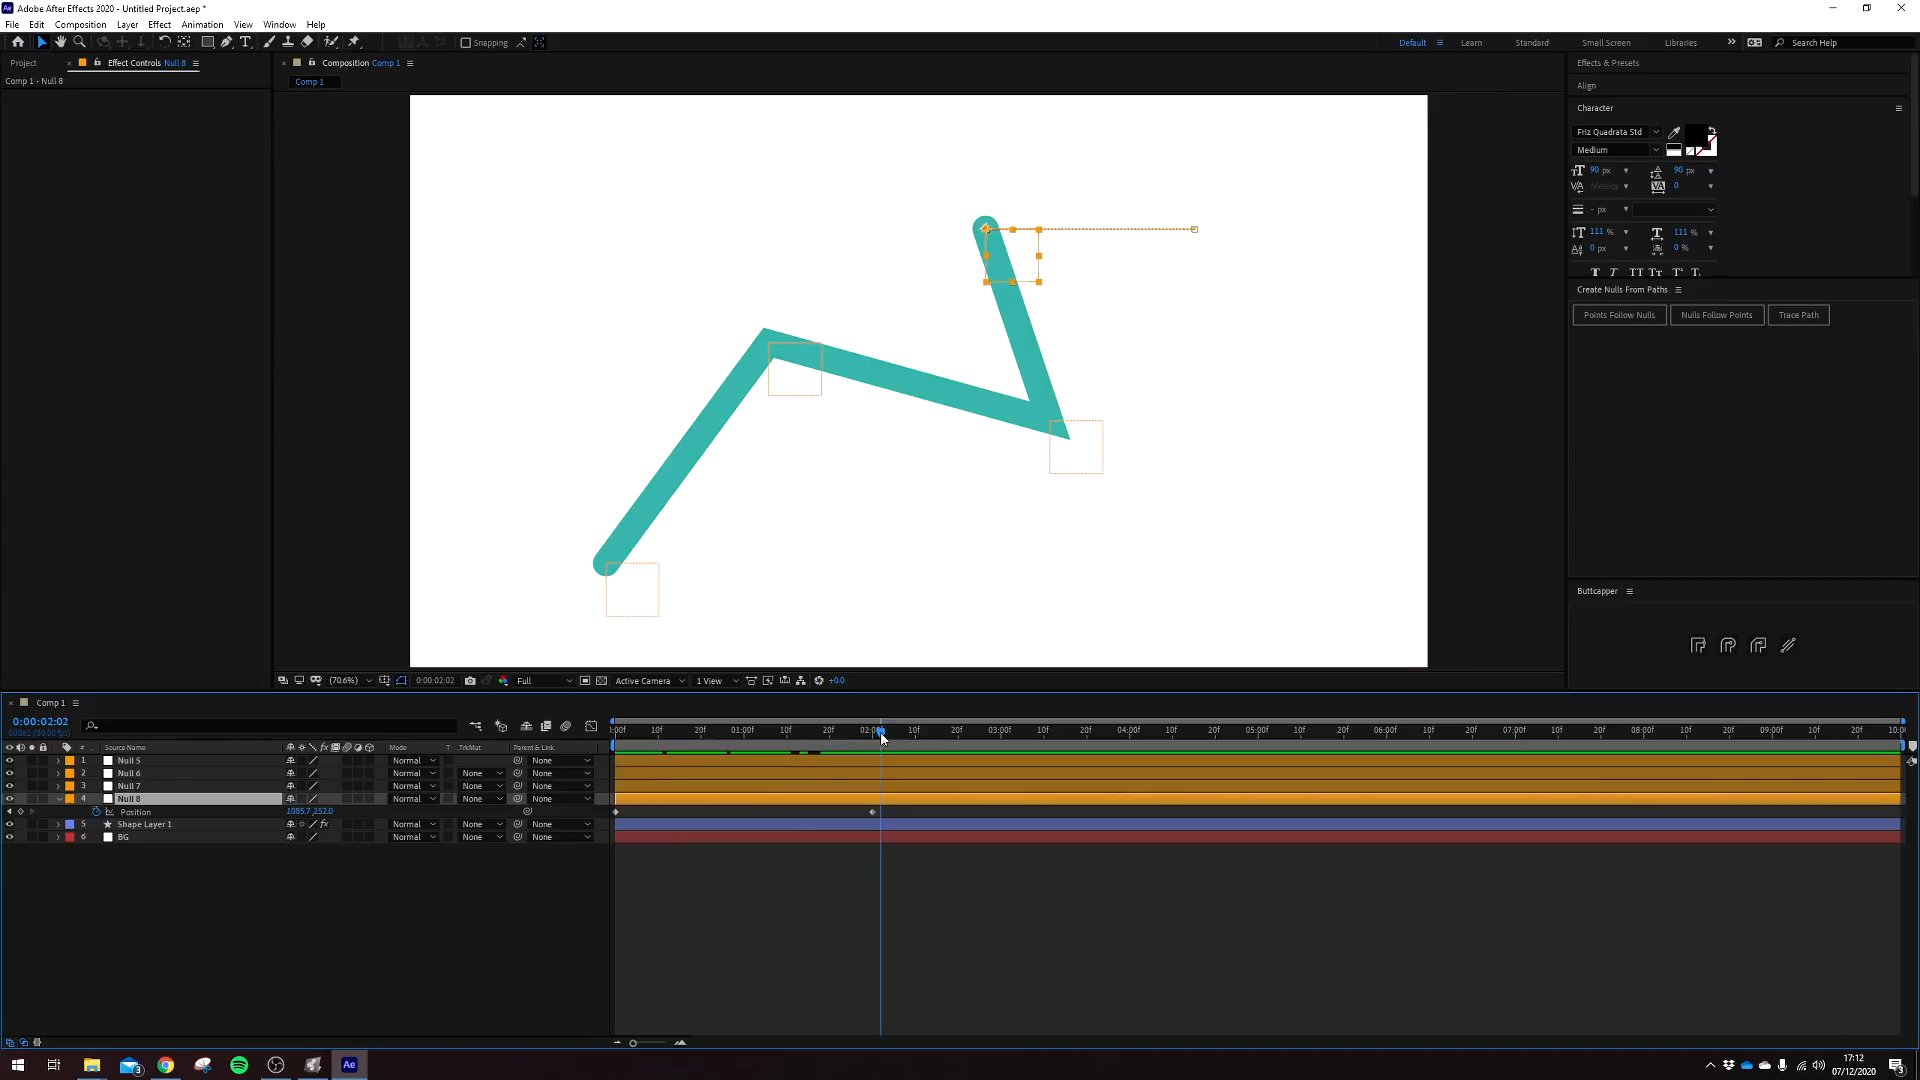 Adobe After Effects 2020 - Untitled Project.aep *
File Edit Composition Layer Effect Animation View Window Help
Snapping
Default Learn Standard Small Screen Libraries Search Help
Project Effect Controls Null 8
Composition Comp 1
Comp 1 • Null 8
Comp 1
Effects & Presets
Align
Character
Friz Quadrata Std
Medium
90 px 90 px
Metrics 0
- px
111 % 111 %
0 px 0 %
Create Nulls From Paths
Points Follow Nulls Nulls Follow Points Trace Path
Buttcapper
(70.6%) 0:00:02:02 Full Active Camera 1 View +0.0
Comp 1
0:00:02:02
00062 (30.00 fps)
:00f 10f 20f 01:00f 10f 20f 02:00f 10f 20f 03:00f 10f 20f 04:00f 10f 20f 05:00f 10f 20f 06:00f 10f 20f 07:00f 10f 20f 08:00f 10f 20f 09:00f 10f 20f 10:0
# Source Name Mode T .TrkMat Parent & Link
1 Null 5 Normal None
2 Null 6 Normal None None
3 Null 7 Normal None None
4 Null 8 Normal None None
Position 1085.7,252.0 None
5 Shape Layer 1 Normal None None
6 BG Normal None None
3 Ae 17:12
07/12/2020 3